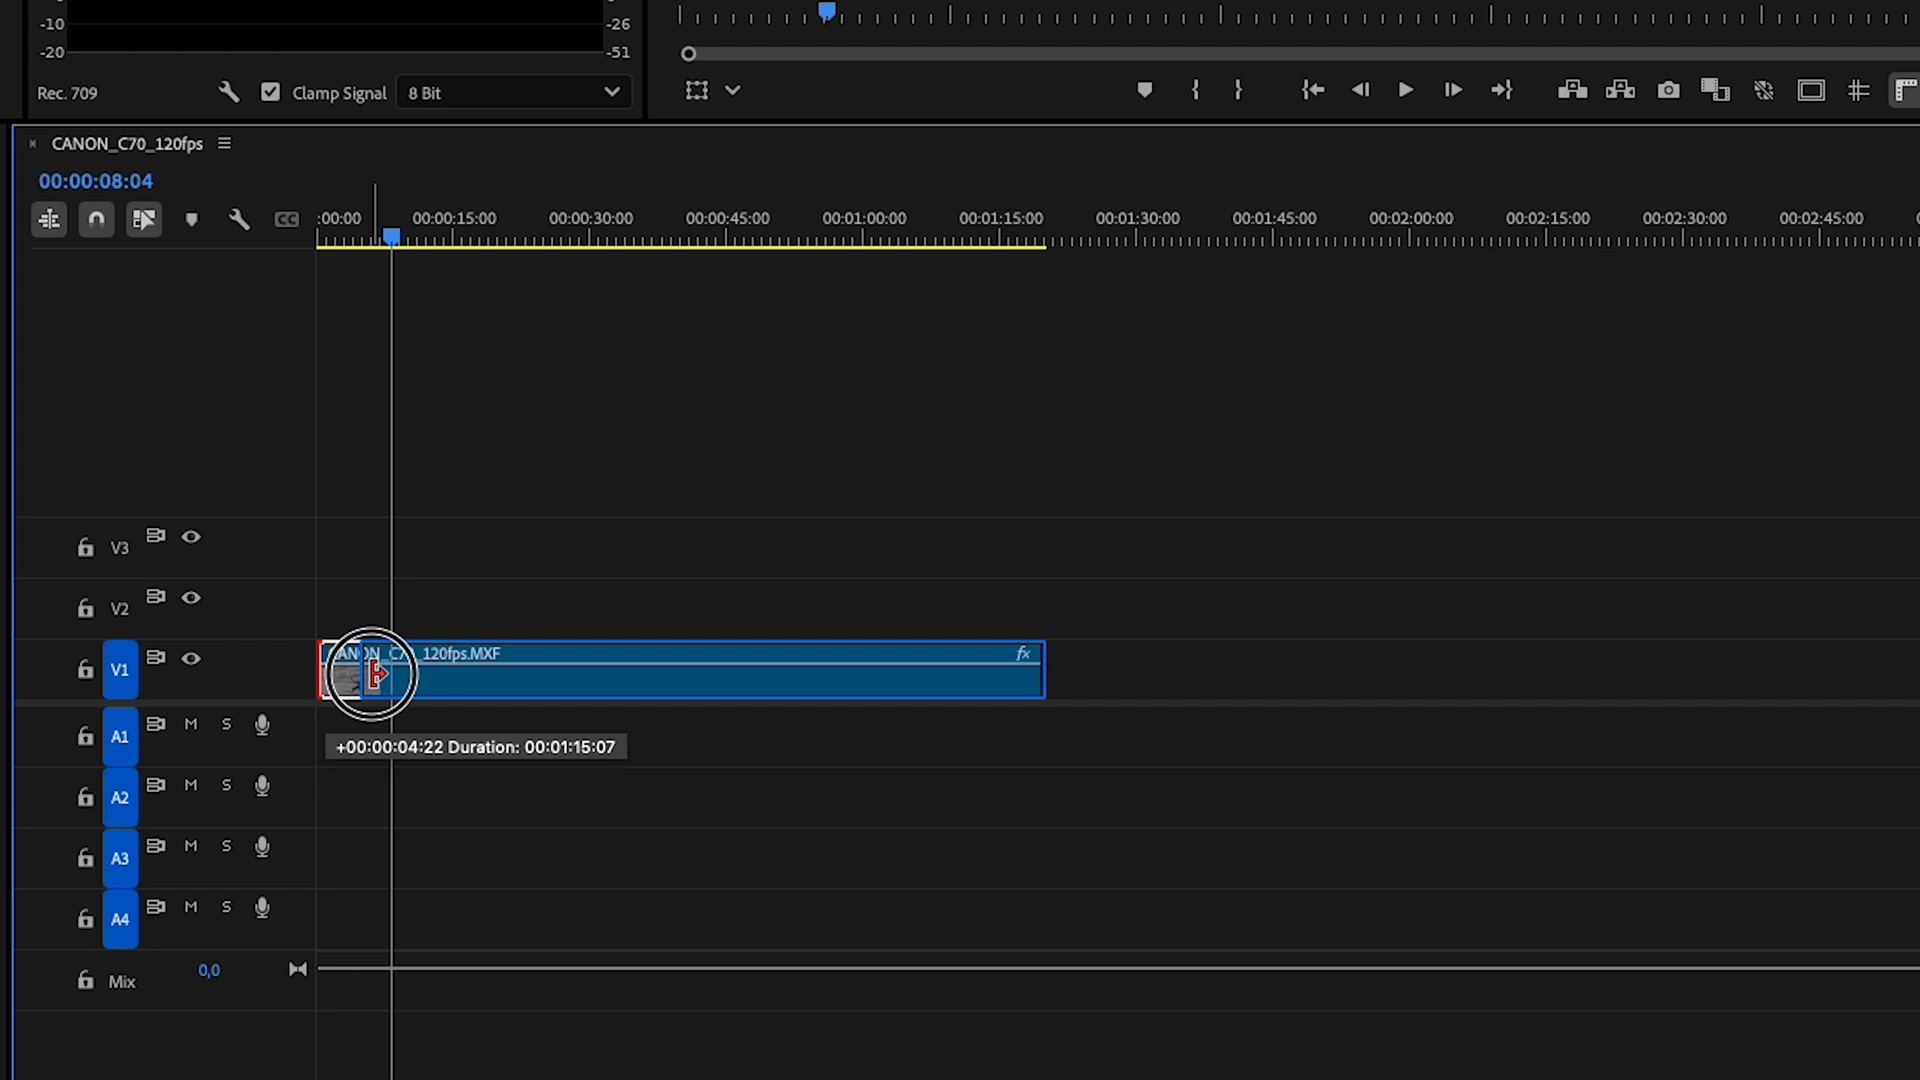 -10
-26
-20
-51
Rec. 709
Clamp Signal
8 Bit
CANON_C70_120fps
00:00:08:04
CC
:00:00
00:00:15:00
00:00:30:00
00:00:45:00
00:01:00:00
00:01:15:00
00:01:30:00
00:01:45:00
00:02:00:00
00:02:15:00
00:02:30:00
00:02:45:00
V3
V2
V1
CANON_C70_120fps.MXF
fx
A1
M
S
+00:00:04:22 Duration: 00:01:15:07
A2
M
S
A3
M
S
A4
M
S
Mix
0,0